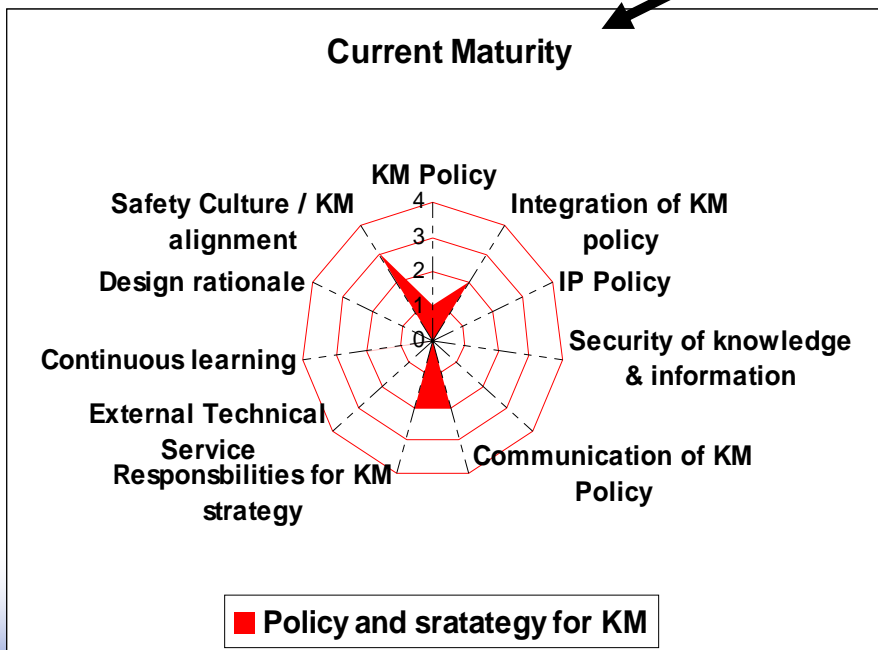 Current Maturity
KM Policy
Safety Culture / KM
alignment
Integration of KM
policy
Design rationale
IP Policy
Continuous learning
Security of knowledge
& information
External Technical
Service
Responsbilities for KM
strategy
Communication of KM
Policy
4
3
2
1
0
Policy and sratategy for KM